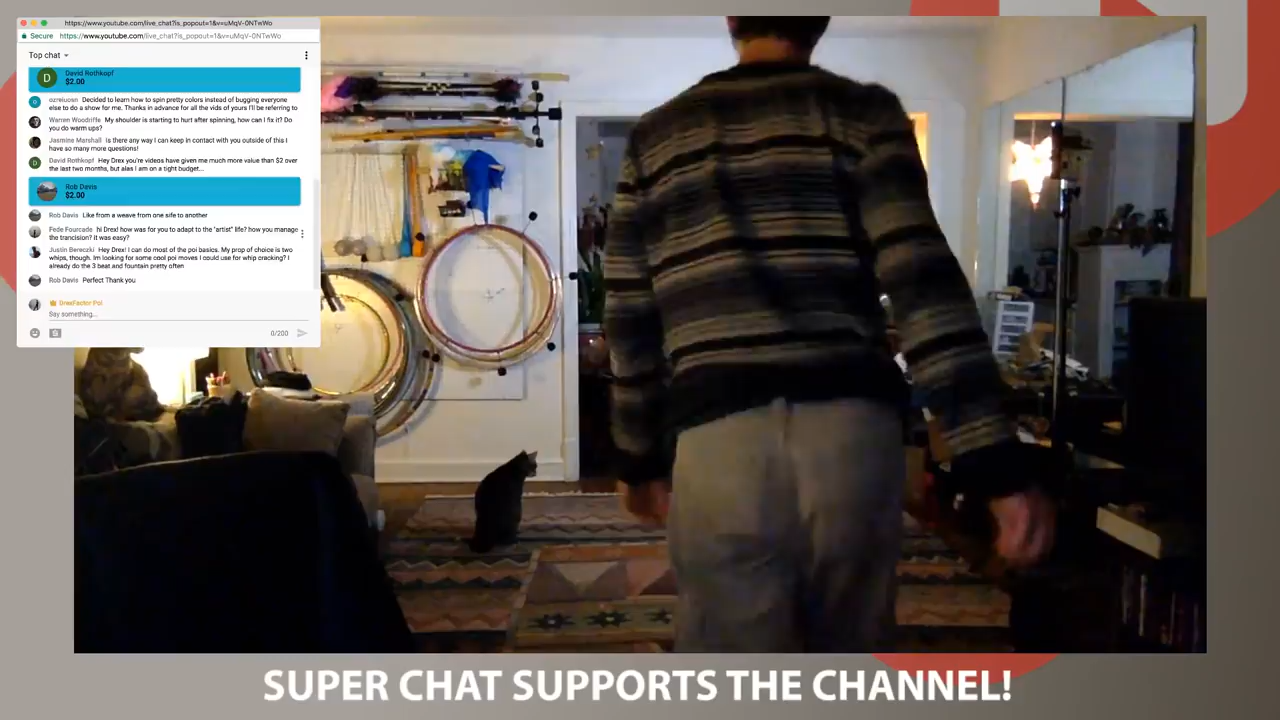 https://www.youtube.com/live_chat?is_popout=1&v=uMqV-0NTwWo
Secure https://www.youtube.com/live_chat?is_popout=1&v=uMqV-0NTwWo
Top chat
D David Rothkopf
$2.00
Decided to learn how to spin pretty colors instead of bugging everyone
else to do a show for me. Thanks in advance for all the vids of yours I'll be referring to
Warren Woodriffe My shoulder is starting to hurt after spinning, how can I fix it? Do
you do warm ups?
Jasmine Marshall is there any way I can keep in contact with you outside of this I
have so many more questions!
David Rothkopf Hey Drex you're videos have given me much more value than $2 over
the last two months, but alas I am on a tight budget...
Rob Davis
$2.00
Rob Davis Like from a weave from one sife to another
Fede Fourcade hi Drex! how was for you to adapt to the "artist" life? how you manage
the trancision? it was easy?
Justin Bereczki Hey Drex! I can do most of the poi basics. My prop of choice is two
whips, though. Im looking for some cool poi moves I could use for whip cracking? I
already do the 3 beat and fountain pretty often
Rob Davis Perfect Thank you
DrexFactor Poi
Say something...
0/200
SUPER CHAT SUPPORTS THE CHANNEL!